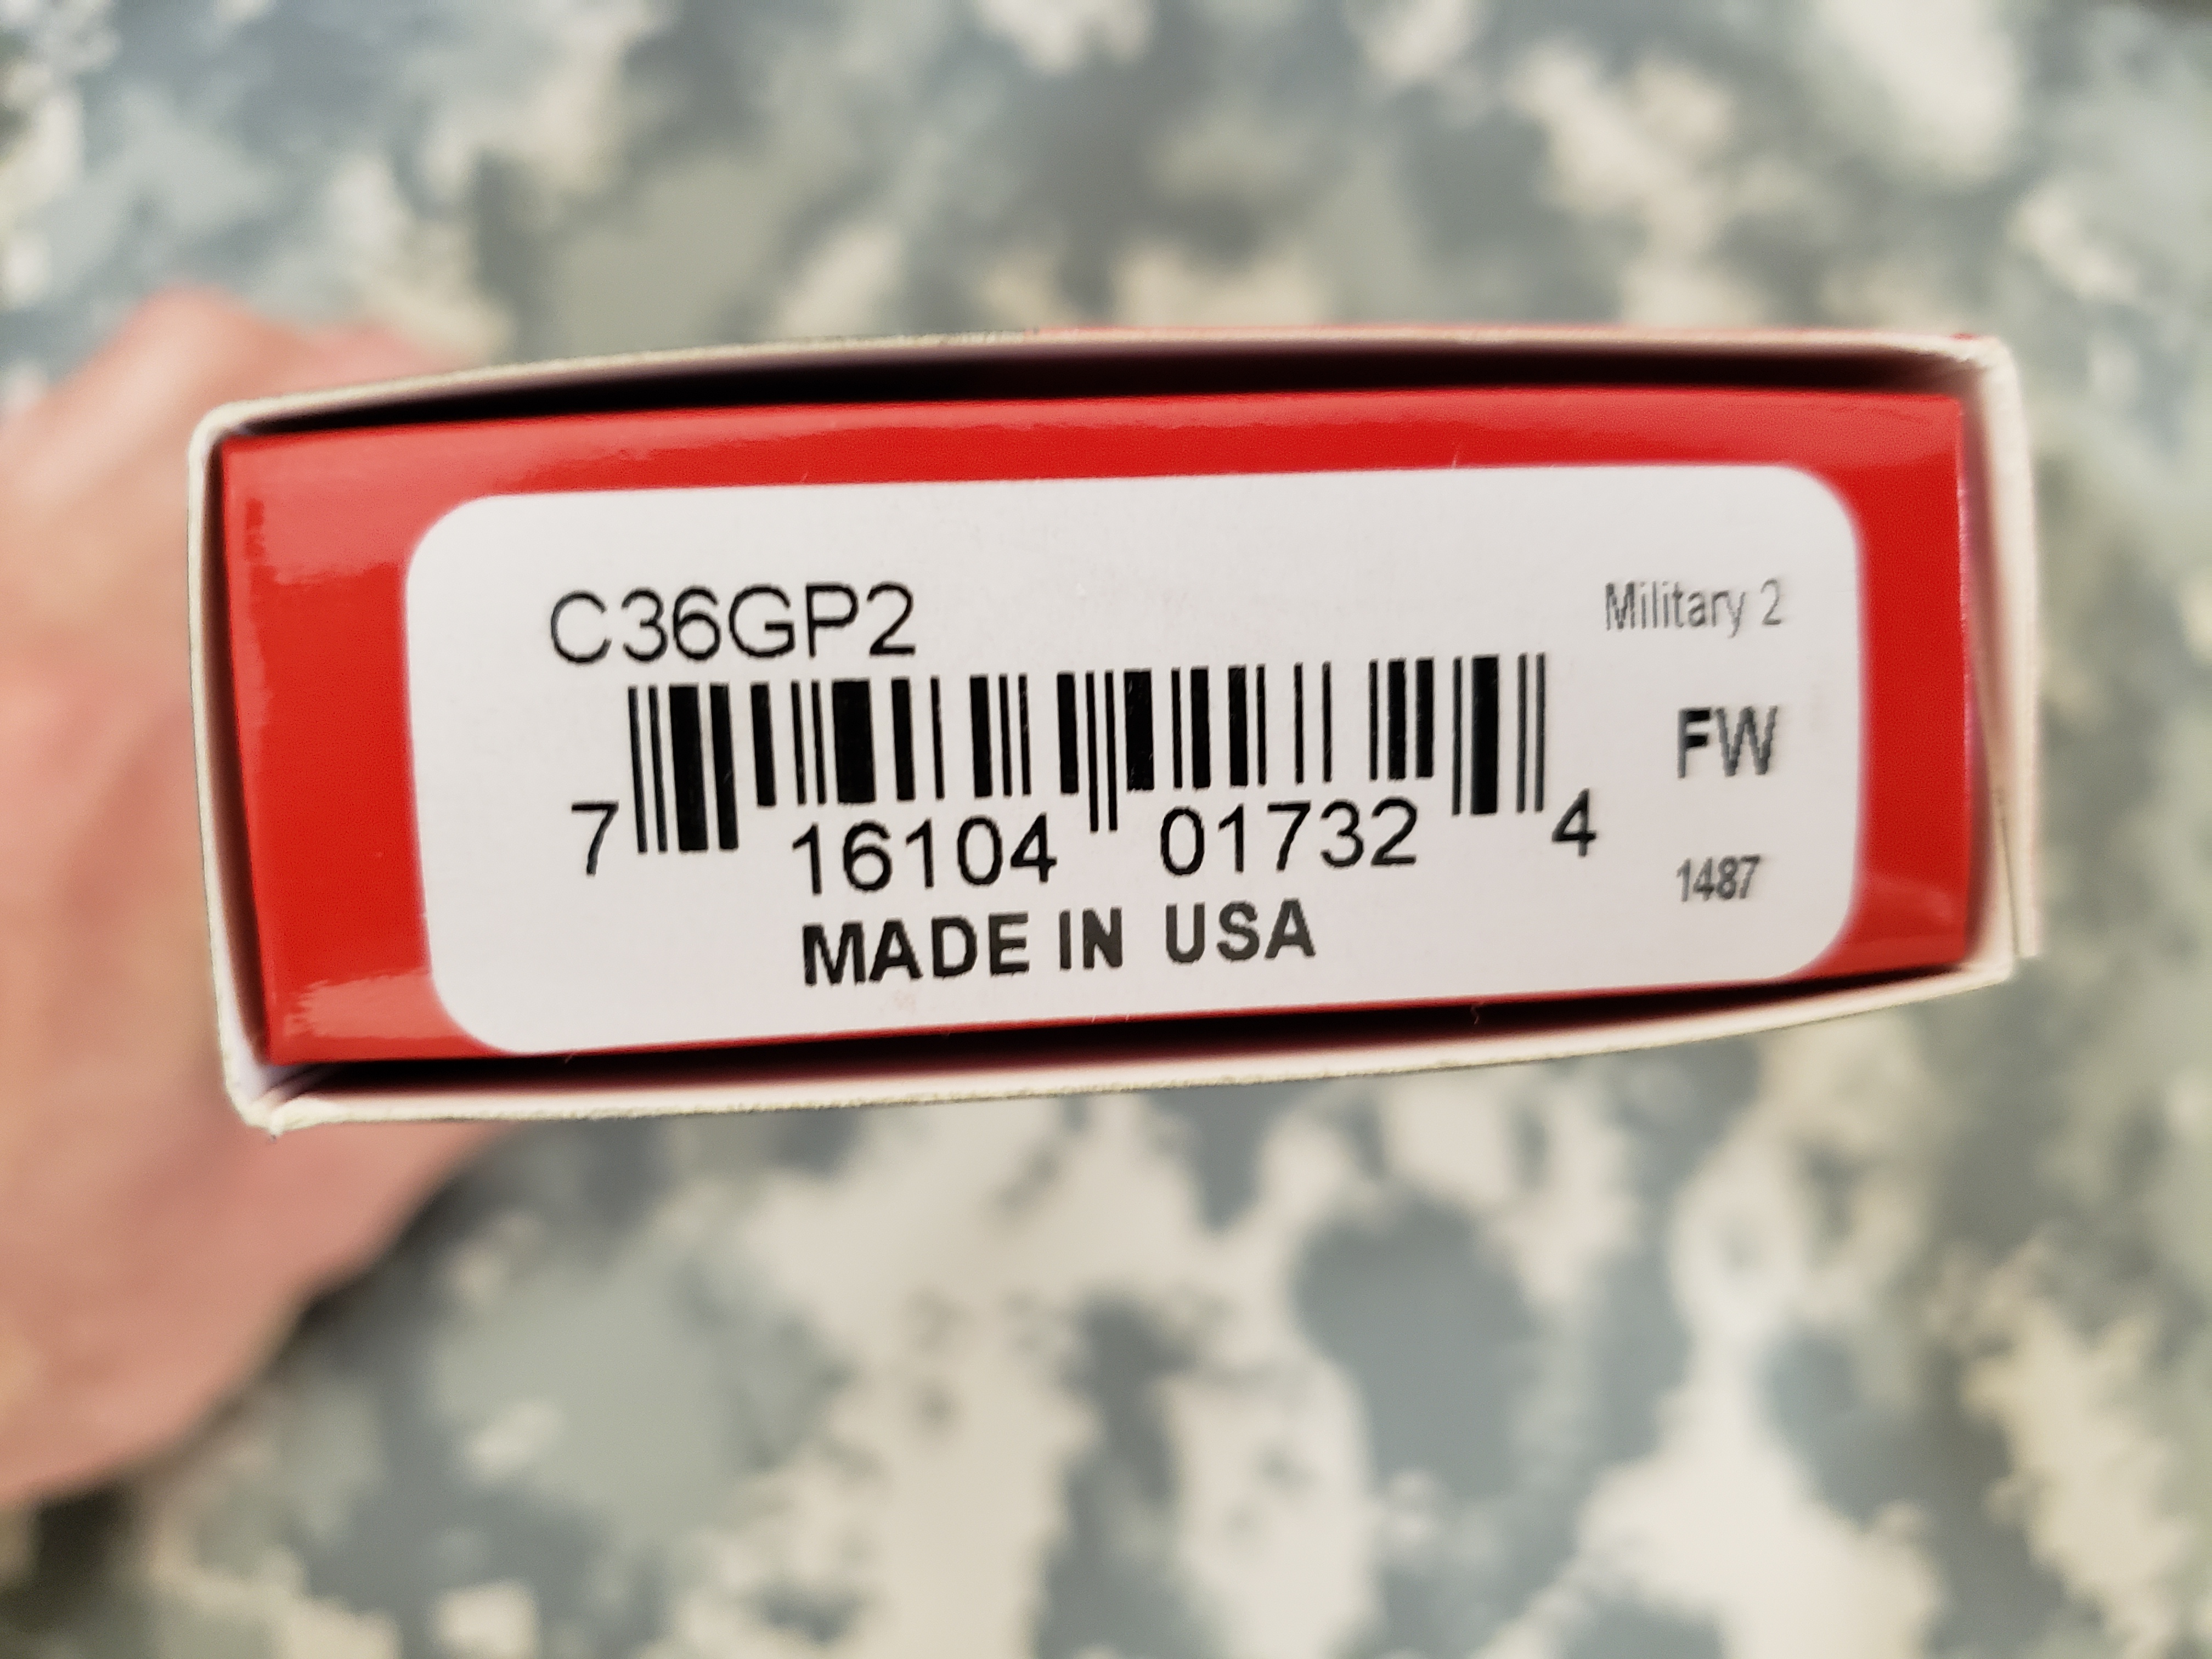 C36GP2
Military 2
FW
7 16104 01732 4
1487
MADE IN USA